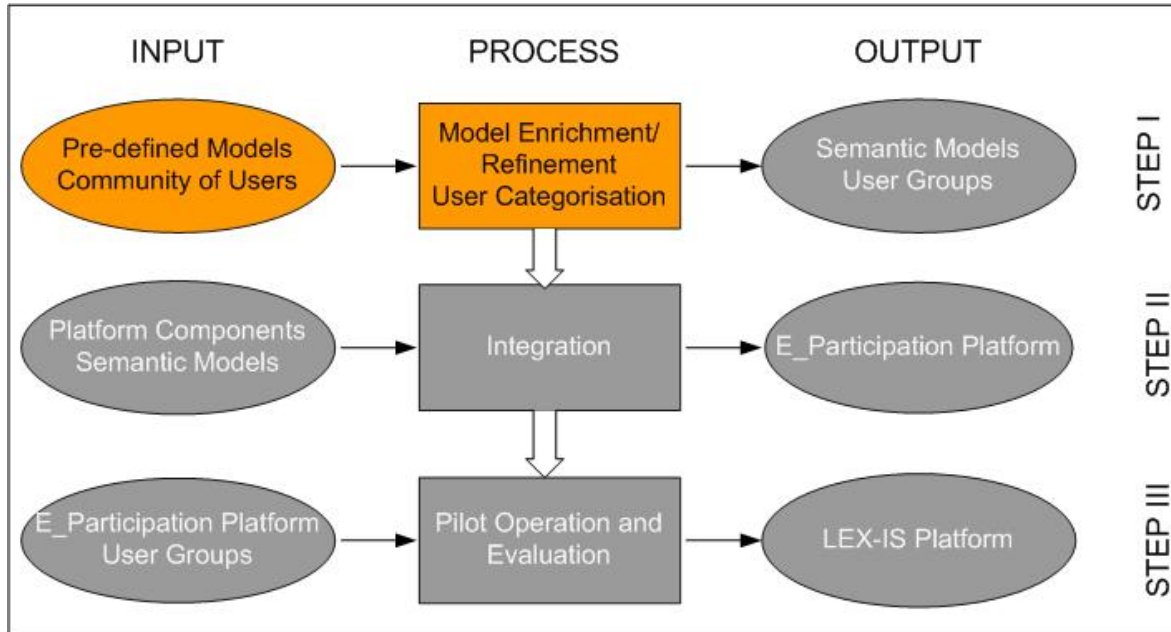 INPUT
PROCESS
OUTPUT
Pre-defined Models
Community of Users
Model Enrichment/
Refinement
User Categorisation
Semantic Models
User Groups
STEP I
Platform Components
Semantic Models
Integration
E_Participation Platform
STEP II
E_Participation Platform
User Groups
Pilot Operation and
Evaluation
LEX-IS Platform
STEP III